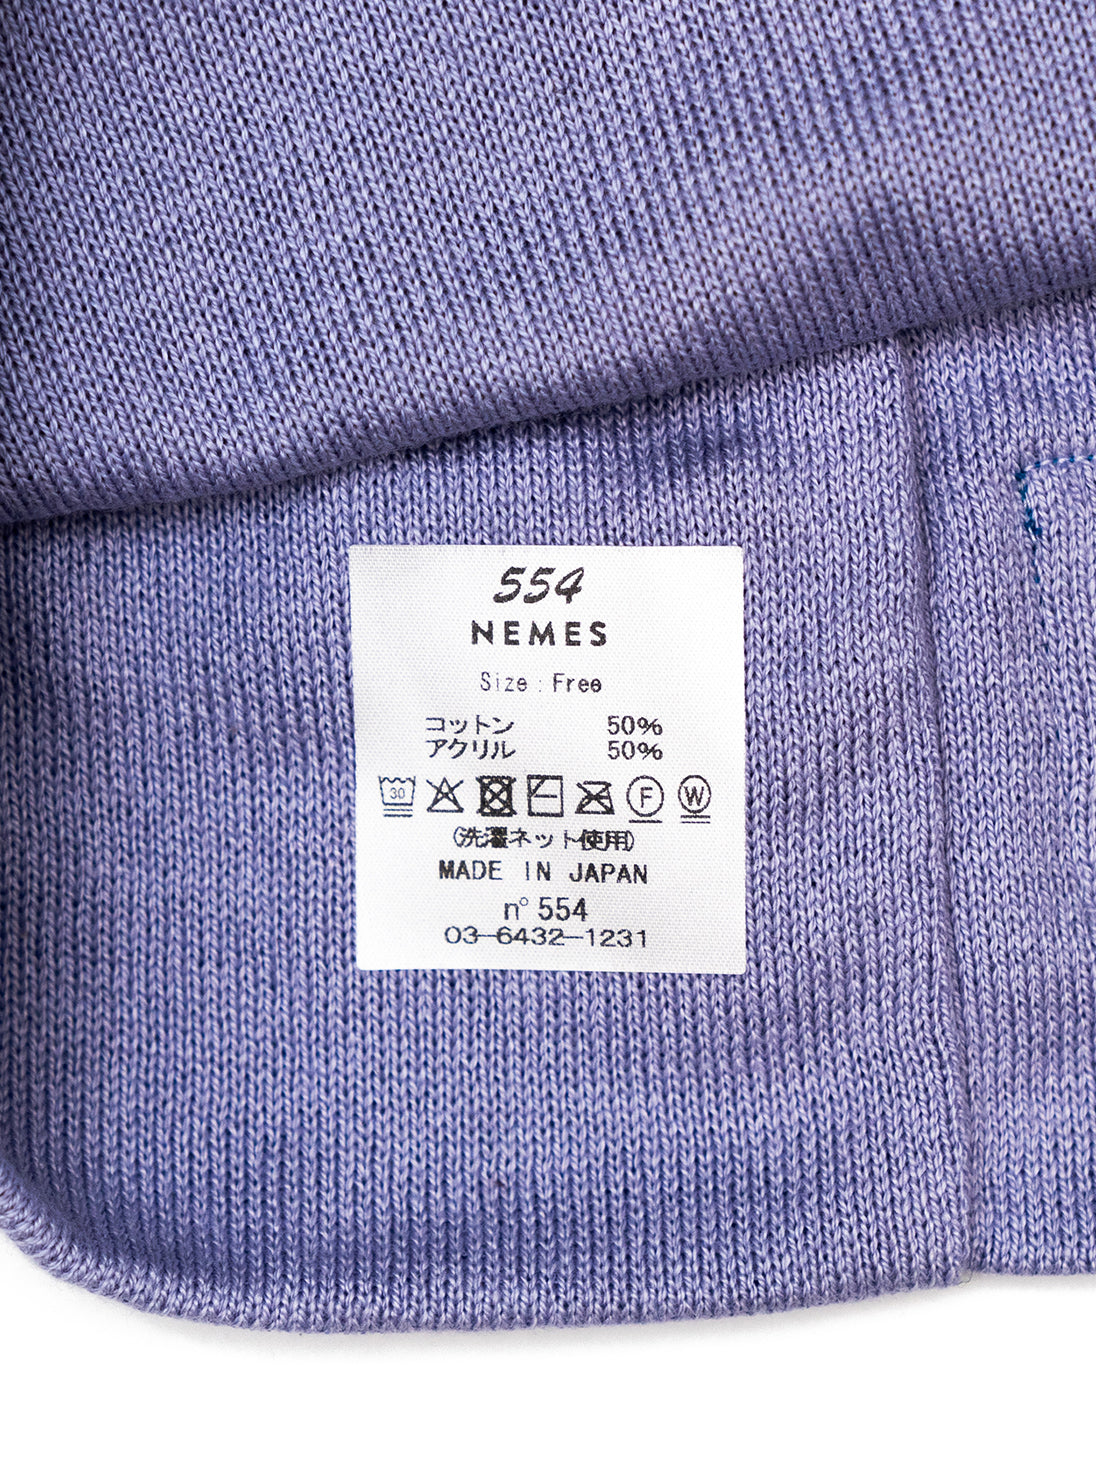 554
NEMES
Size : Free
コットン 50%
アクリル 50%
30 F W
(洗濯ネット使用)
MADE IN JAPAN
n° 554
03-6432-1231